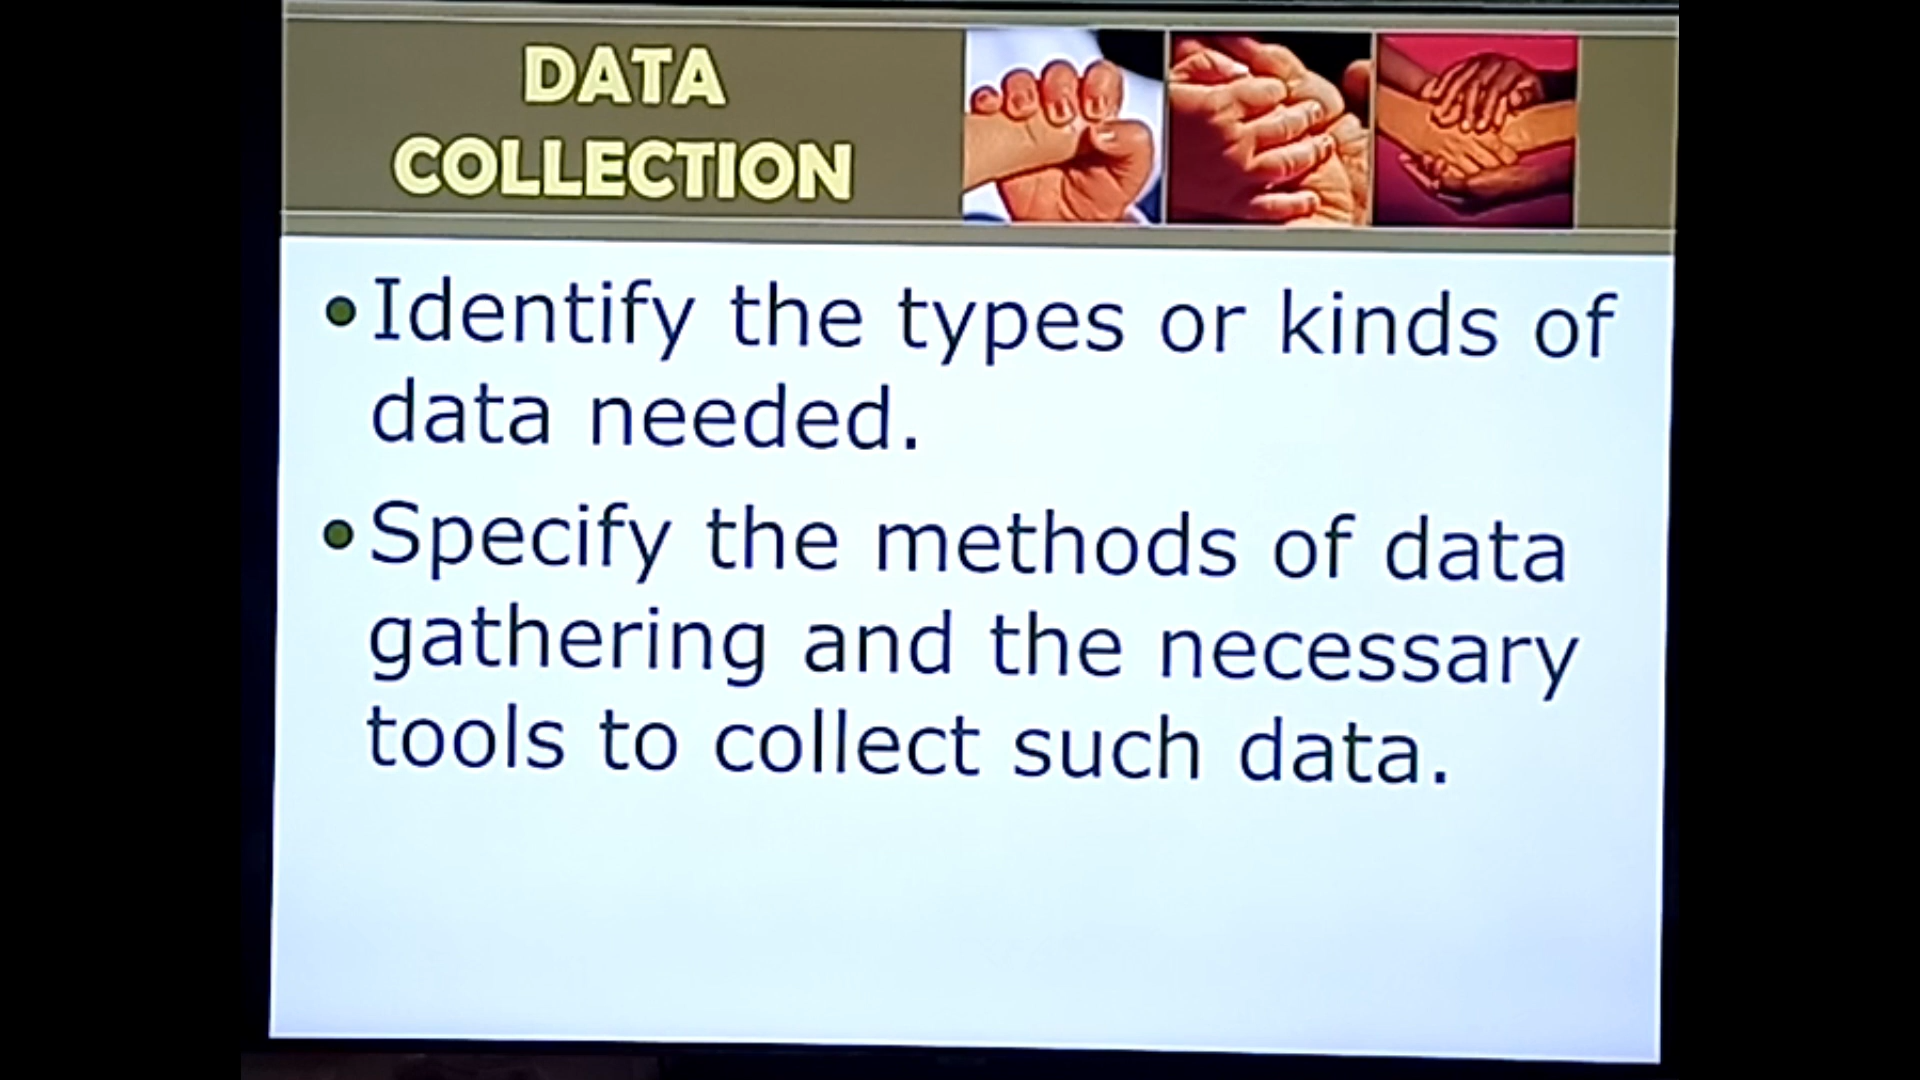 DATA
COLLECTION
•Identify the types or kinds of
data needed.
•Specify the methods of data
gathering and the necessary
tools to collect such data.